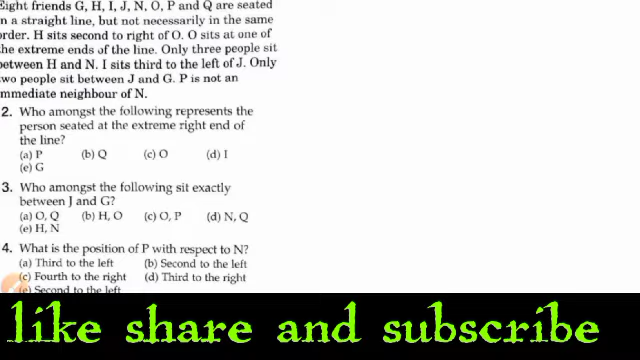 Eight friends G, H, I, J, N, O, P and Q are seated
in a straight line, but not necessarily in the same
order. H sits second to right of O. O sits at one of
the extreme ends of the line. Only three people sit
between H and N. I sits third to the left of J. Only
two people sit between J and G. P is not an
immediate neighbour of N.
2. Who amongst the following represents the
person seated at the extreme right end of
the line?
(a) P (b) Q (c) O (d) I
(e) G
3. Who amongst the following sit exactly
between J and G?
(a) O, Q (b) H, O (c) O, P (d) N, Q
(e) H, N
4. What is the position of P with respect to N?
(a) Third to the left (b) Second to the left
(c) Fourth to the right (d) Third to the right
(e) Second to the left
like share and subscribe